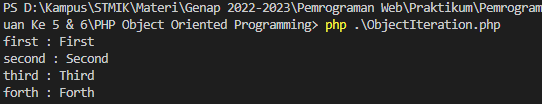 PS D:\Kampus\STMIK\Materi\Genap 2022-2023\Pemrograman Web\Praktikum\Pemrogram
uan Ke 5 & 6\PHP Object Oriented Programming> php .\ObjectIteration.php
first : First
second : Second
third : Third
forth : Forth